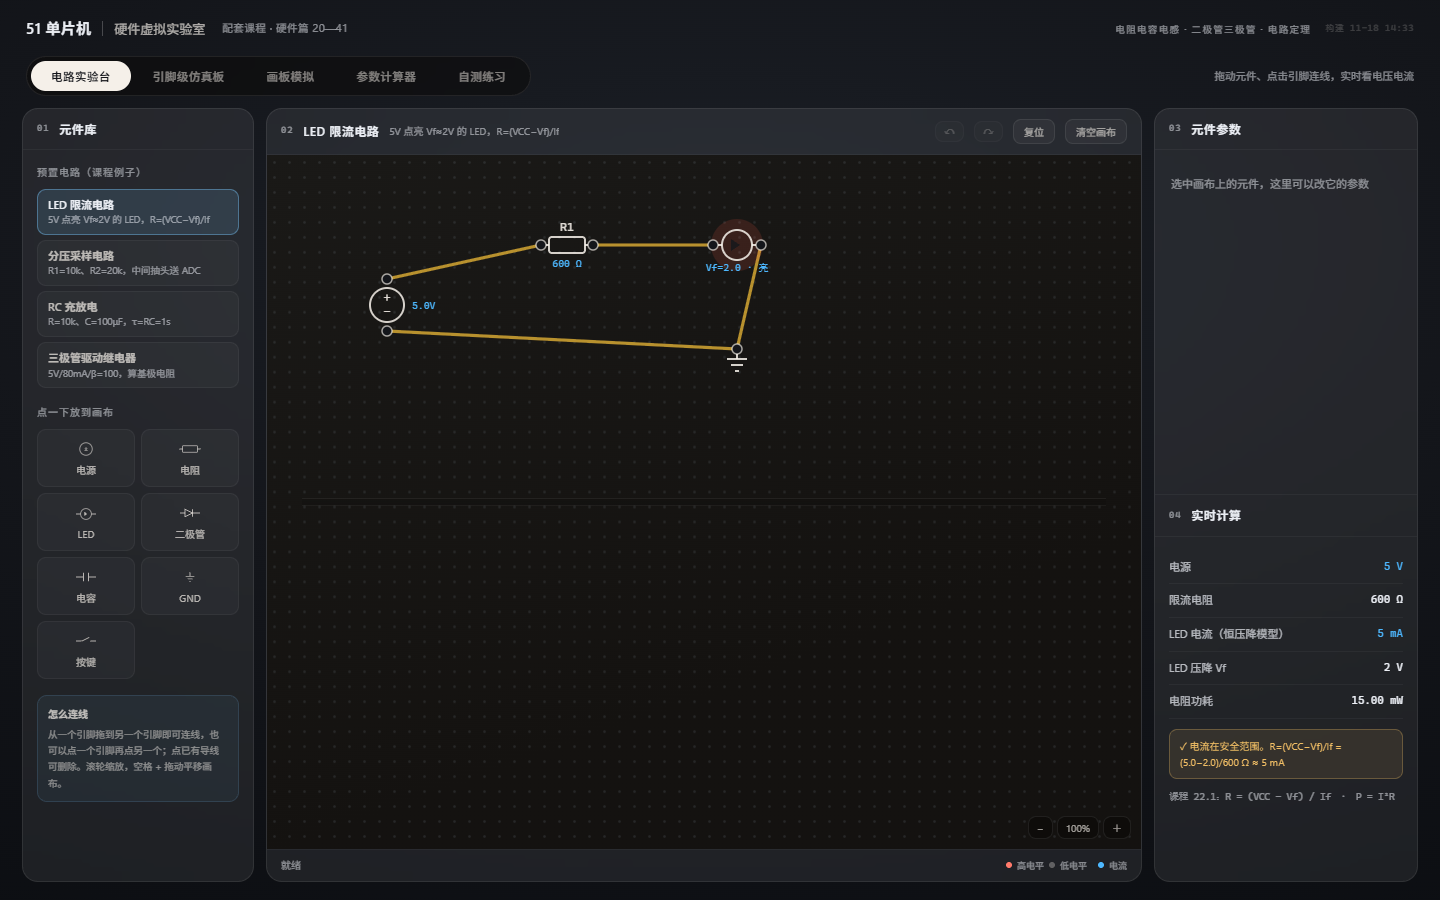 51 单片机
硬件虚拟实验室
配套课程 · 硬件篇 20—41
电阻电容电感 · 二极管三极管 · 电路定理
构建 11-18 14:33
电路实验台
引脚级仿真板
画板模拟
参数计算器
自测练习
拖动元件、点击引脚连线，实时看电压电流
01 元件库
预置电路（课程例子）
LED 限流电路
5V 点亮 Vf≈2V 的 LED，R=(VCC−Vf)/If
分压采样电路
R1=10k、R2=20k，中间抽头送 ADC
RC 充放电
R=10k、C=100μF，τ=RC=1s
三极管驱动继电器
5V/80mA/β=100，算基极电阻
点一下放到画布
电源
电阻
LED
二极管
电容
GND
按键
怎么连线
从一个引脚拖到另一个引脚即可连线，也
可以点一个引脚再点另一个；点已有导线
可删除。滚轮缩放，空格 + 拖动平移画
布。
02 LED 限流电路 5V 点亮 Vf≈2V 的 LED，R=(VCC−Vf)/If
复位
清空画布
R1
600 Ω
Vf=2.0 · 亮
+
−
5.0V
− 100% +
就绪
高电平 低电平 电流
03 元件参数
选中画布上的元件，这里可以改它的参数
04 实时计算
电源 5 V
限流电阻 600 Ω
LED 电流（恒压降模型） 5 mA
LED 压降 Vf 2 V
电阻功耗 15.00 mW
✓ 电流在安全范围。R=(VCC−Vf)/If =
(5.0−2.0)/600 Ω ≈ 5 mA
课程 22.1：R = (VCC − Vf) / If · P = I²R